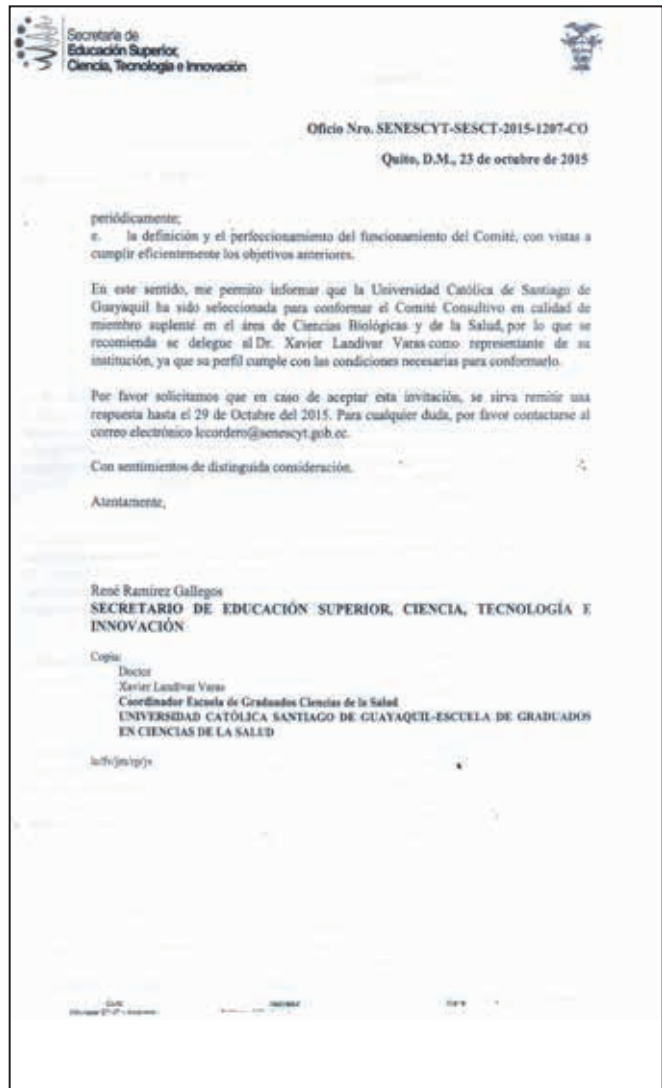 Secretaría de
Educación Superior,
Ciencia, Tecnología e Innovación
Oficio Nro. SENESCYT-SESCT-2015-1207-CO
Quito, D.M., 23 de octubre de 2015
periódicamente;
e. la definición y el perfeccionamiento del funcionamiento del Comité, con vistas a
cumplir eficientemente los objetivos anteriores.
En este sentido, me permito informar que la Universidad Católica de Santiago de
Guayaquil ha sido seleccionada para conformar el Comité Consultivo en calidad de
miembro suplente en el área de Ciencias Biológicas y de la Salud, por lo que se
recomienda se delegue al Dr. Xavier Landívar Varas como representante de su
institución, ya que su perfil cumple con las condiciones necesarias para conformarlo.
Por favor solicitamos que en caso de aceptar esta invitación, se sirva remitir una
respuesta hasta el 29 de Octubre del 2015. Para cualquier duda, por favor contactarse al
correo electrónico lccordero@senescyt.gob.ec.
Con sentimientos de distinguida consideración.
Atentamente,
René Ramírez Gallegos
SECRETARIO DE EDUCACIÓN SUPERIOR, CIENCIA, TECNOLOGÍA E
INNOVACIÓN
Copia:
Doctor
Xavier Landívar Varas
Coordinador Escuela de Graduados Ciencias de la Salud
UNIVERSIDAD CATÓLICA SANTIAGO DE GUAYAQUIL-ESCUELA DE GRADUADOS
EN CIENCIAS DE LA SALUD